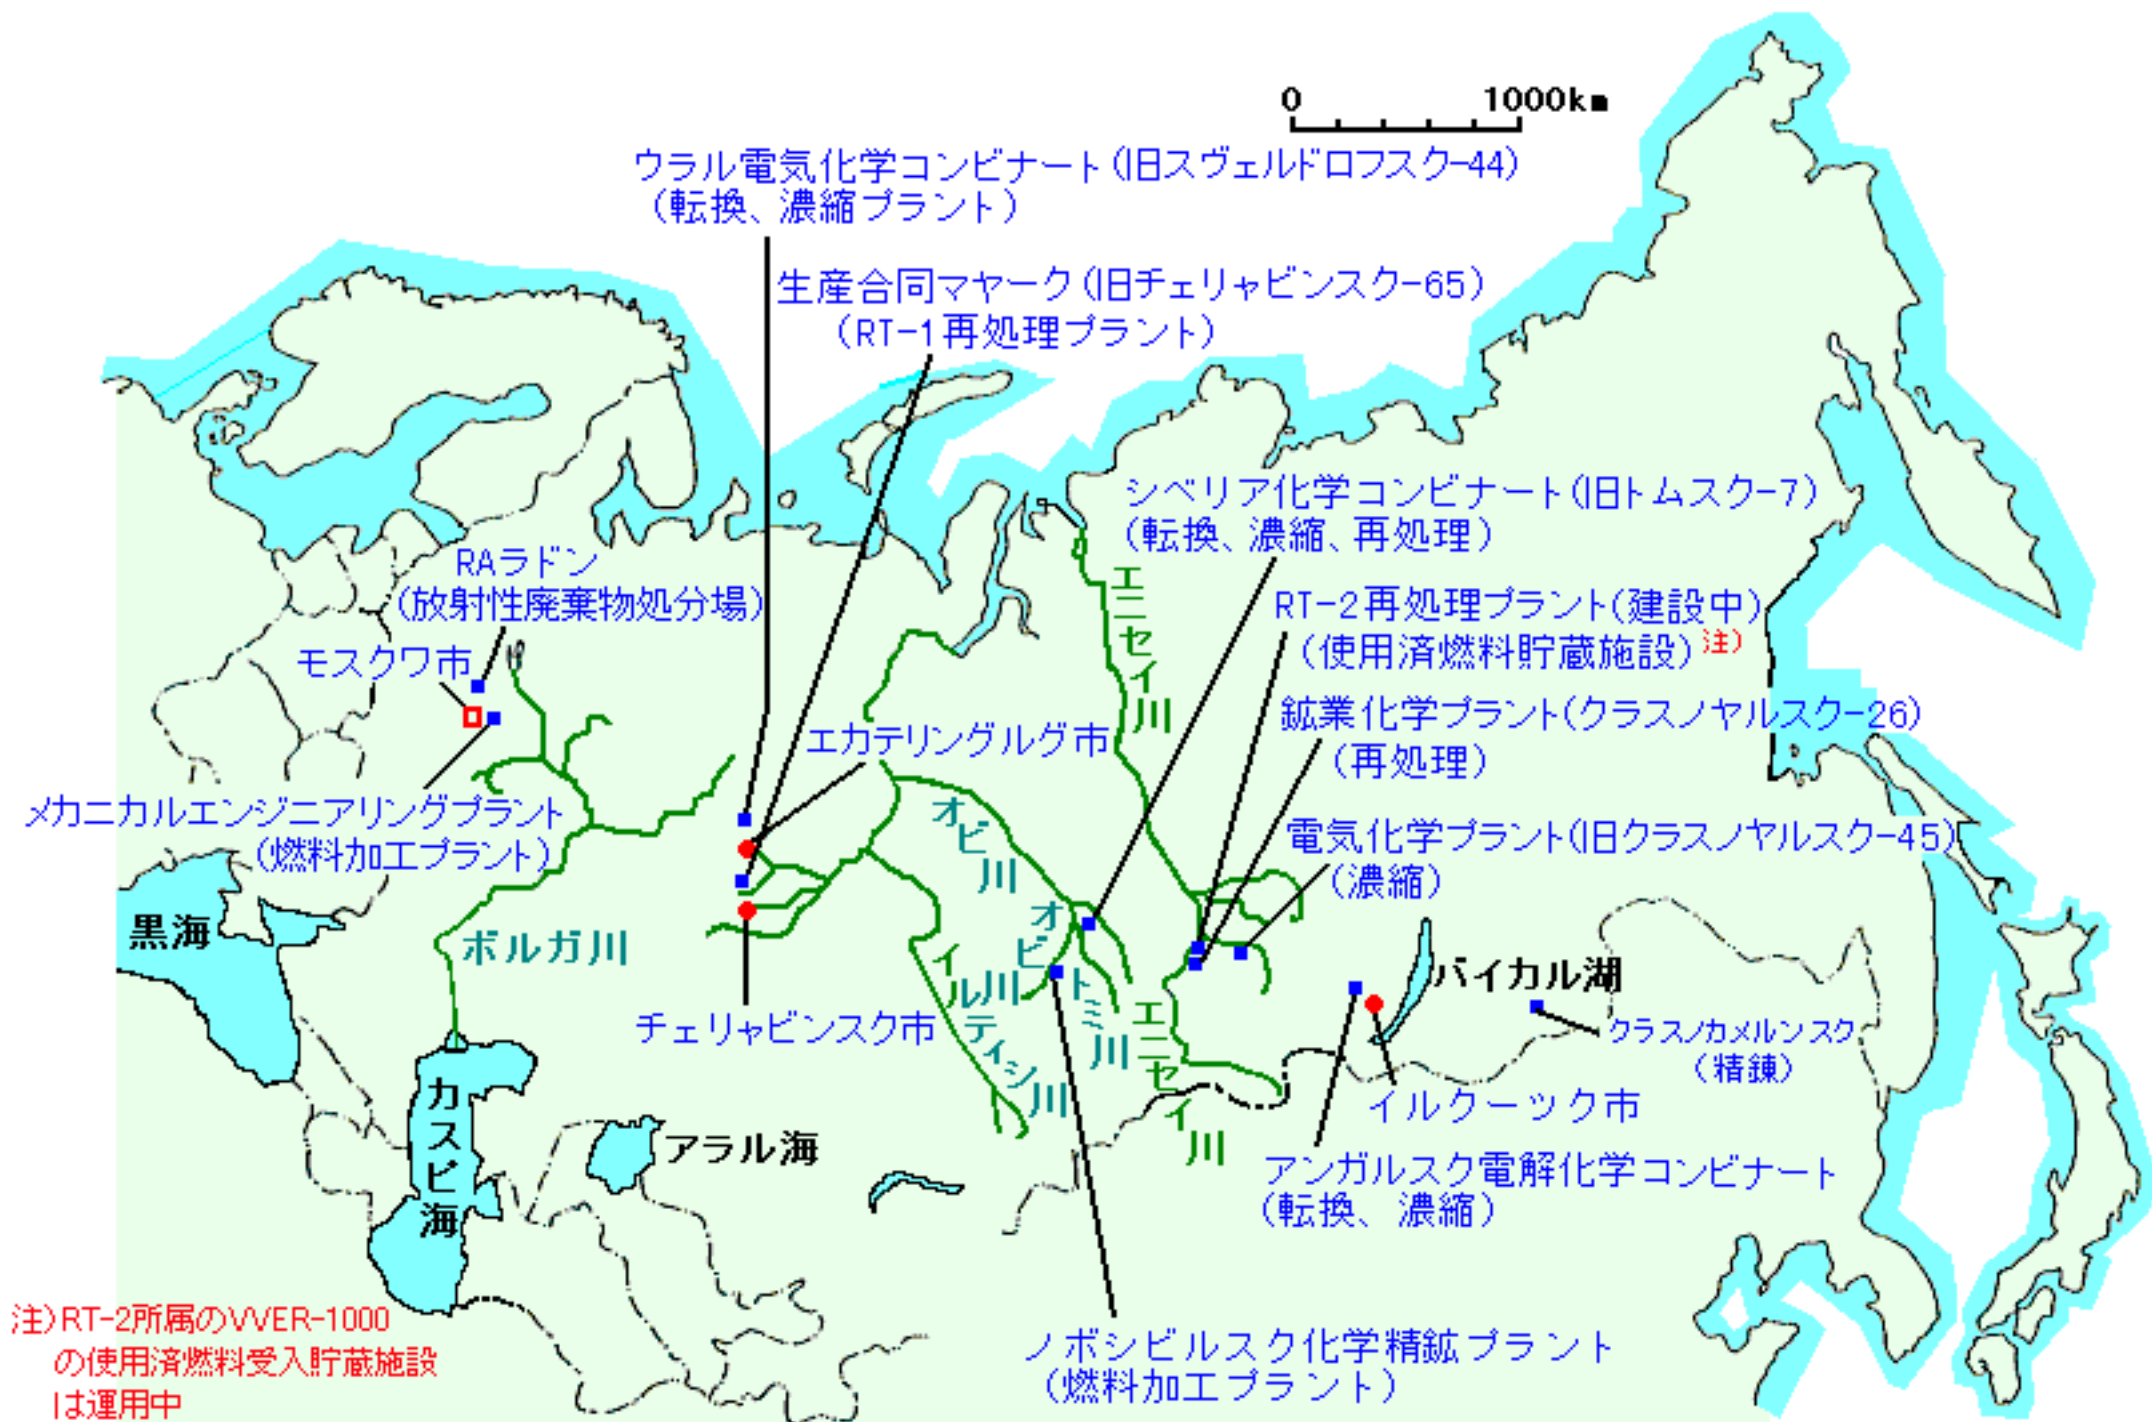 0 1000km
ウラル電気化学コンビナート(旧スヴェルドロフスク-44)
(転換、濃縮プラント)
生産合同マヤーク(旧チェリャビンスク-65)
(RT-1再処理プラント)
シベリア化学コンビナート(旧トムスク-7)
(転換、濃縮、再処理)
RAラドン
(放射性廃棄物処分場)
RT-2再処理プラント(建設中)
(使用済燃料貯蔵施設)注)
モスクワ市
エニセイ川
鉱業化学プラント(クラスノヤルスク-26)
(再処理)
エカテリングルグ市
メカニカルエンジニアリングプラント
(燃料加工プラント)
オビ川
電気化学プラント(旧クラスノヤルスク-45)
(濃縮)
黒海
ボルガ川
オビ川
イルティシ川
トミ川
エニセイ川
バイカル湖
チェリャビンスク市
クラスノカメルンスク
(精錬)
カスピ海
アラル海
イルクーック市
アンガルスク電解化学コンビナート
(転換、濃縮)
ノボシビルスク化学精鉱プラント
(燃料加工プラント)
注)RT-2所属のVVER-1000
の使用済燃料受入貯蔵施設
は運用中